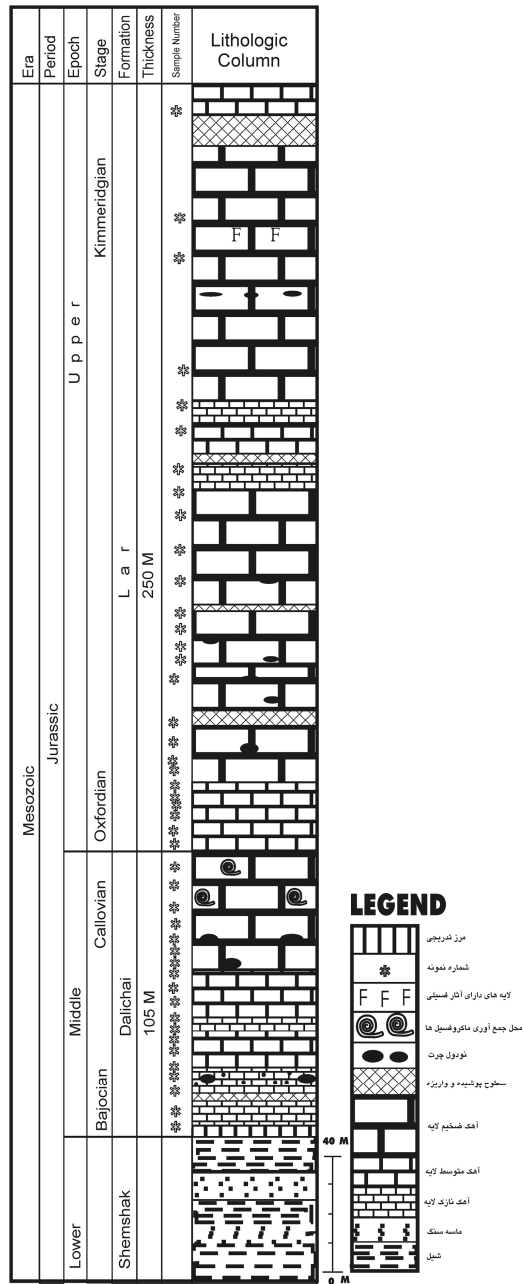 Era
Period
Epoch
Stage
Formation
Thickness
Sample Number
Lithologic
Column
Mesozoic
Jurassic
Upper
Kimmeridgian
Oxfordian
Lar
250 M
F F
Middle
Callovian
Bajocian
Dalichai
105 M
Lower
Shemshak
40 M
0 M
LEGEND
مرز تدریجی
شماره نمونه
F F F
لایه های دارای آثار فسیلی
محل جمع آوری ماکروفسیل ها
نودول چرت
سطوح پوشیده و واریزه
آهک ضخیم لایه
آهک متوسط لایه
آهک نازک لایه
ماسه سنگ
شیل